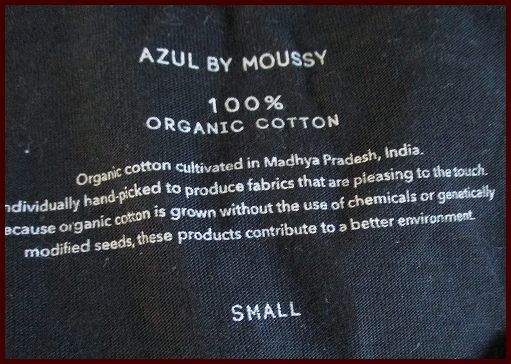 AZUL BY MOUSSY
100%
ORGANIC COTTON
Organic cotton cultivated in Madhya Pradesh, India.
ndividually hand-picked to produce fabrics that are pleasing to the touch.
ecause organic cotton is grown without the use of chemicals or genetically
modified seeds, these products contribute to a better environment.
SMALL